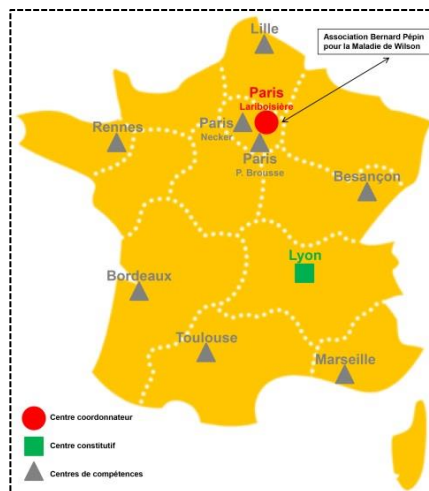 Lille
Association Bernard Pépin
pour la Maladie de Wilson
Paris
Lariboisière
Rennes
Paris
Necker
Paris
P. Brousse
Besançon
Lyon
Bordeaux
Toulouse
Marseille
Centre coordonnateur
Centre constitutif
Centres de compétences